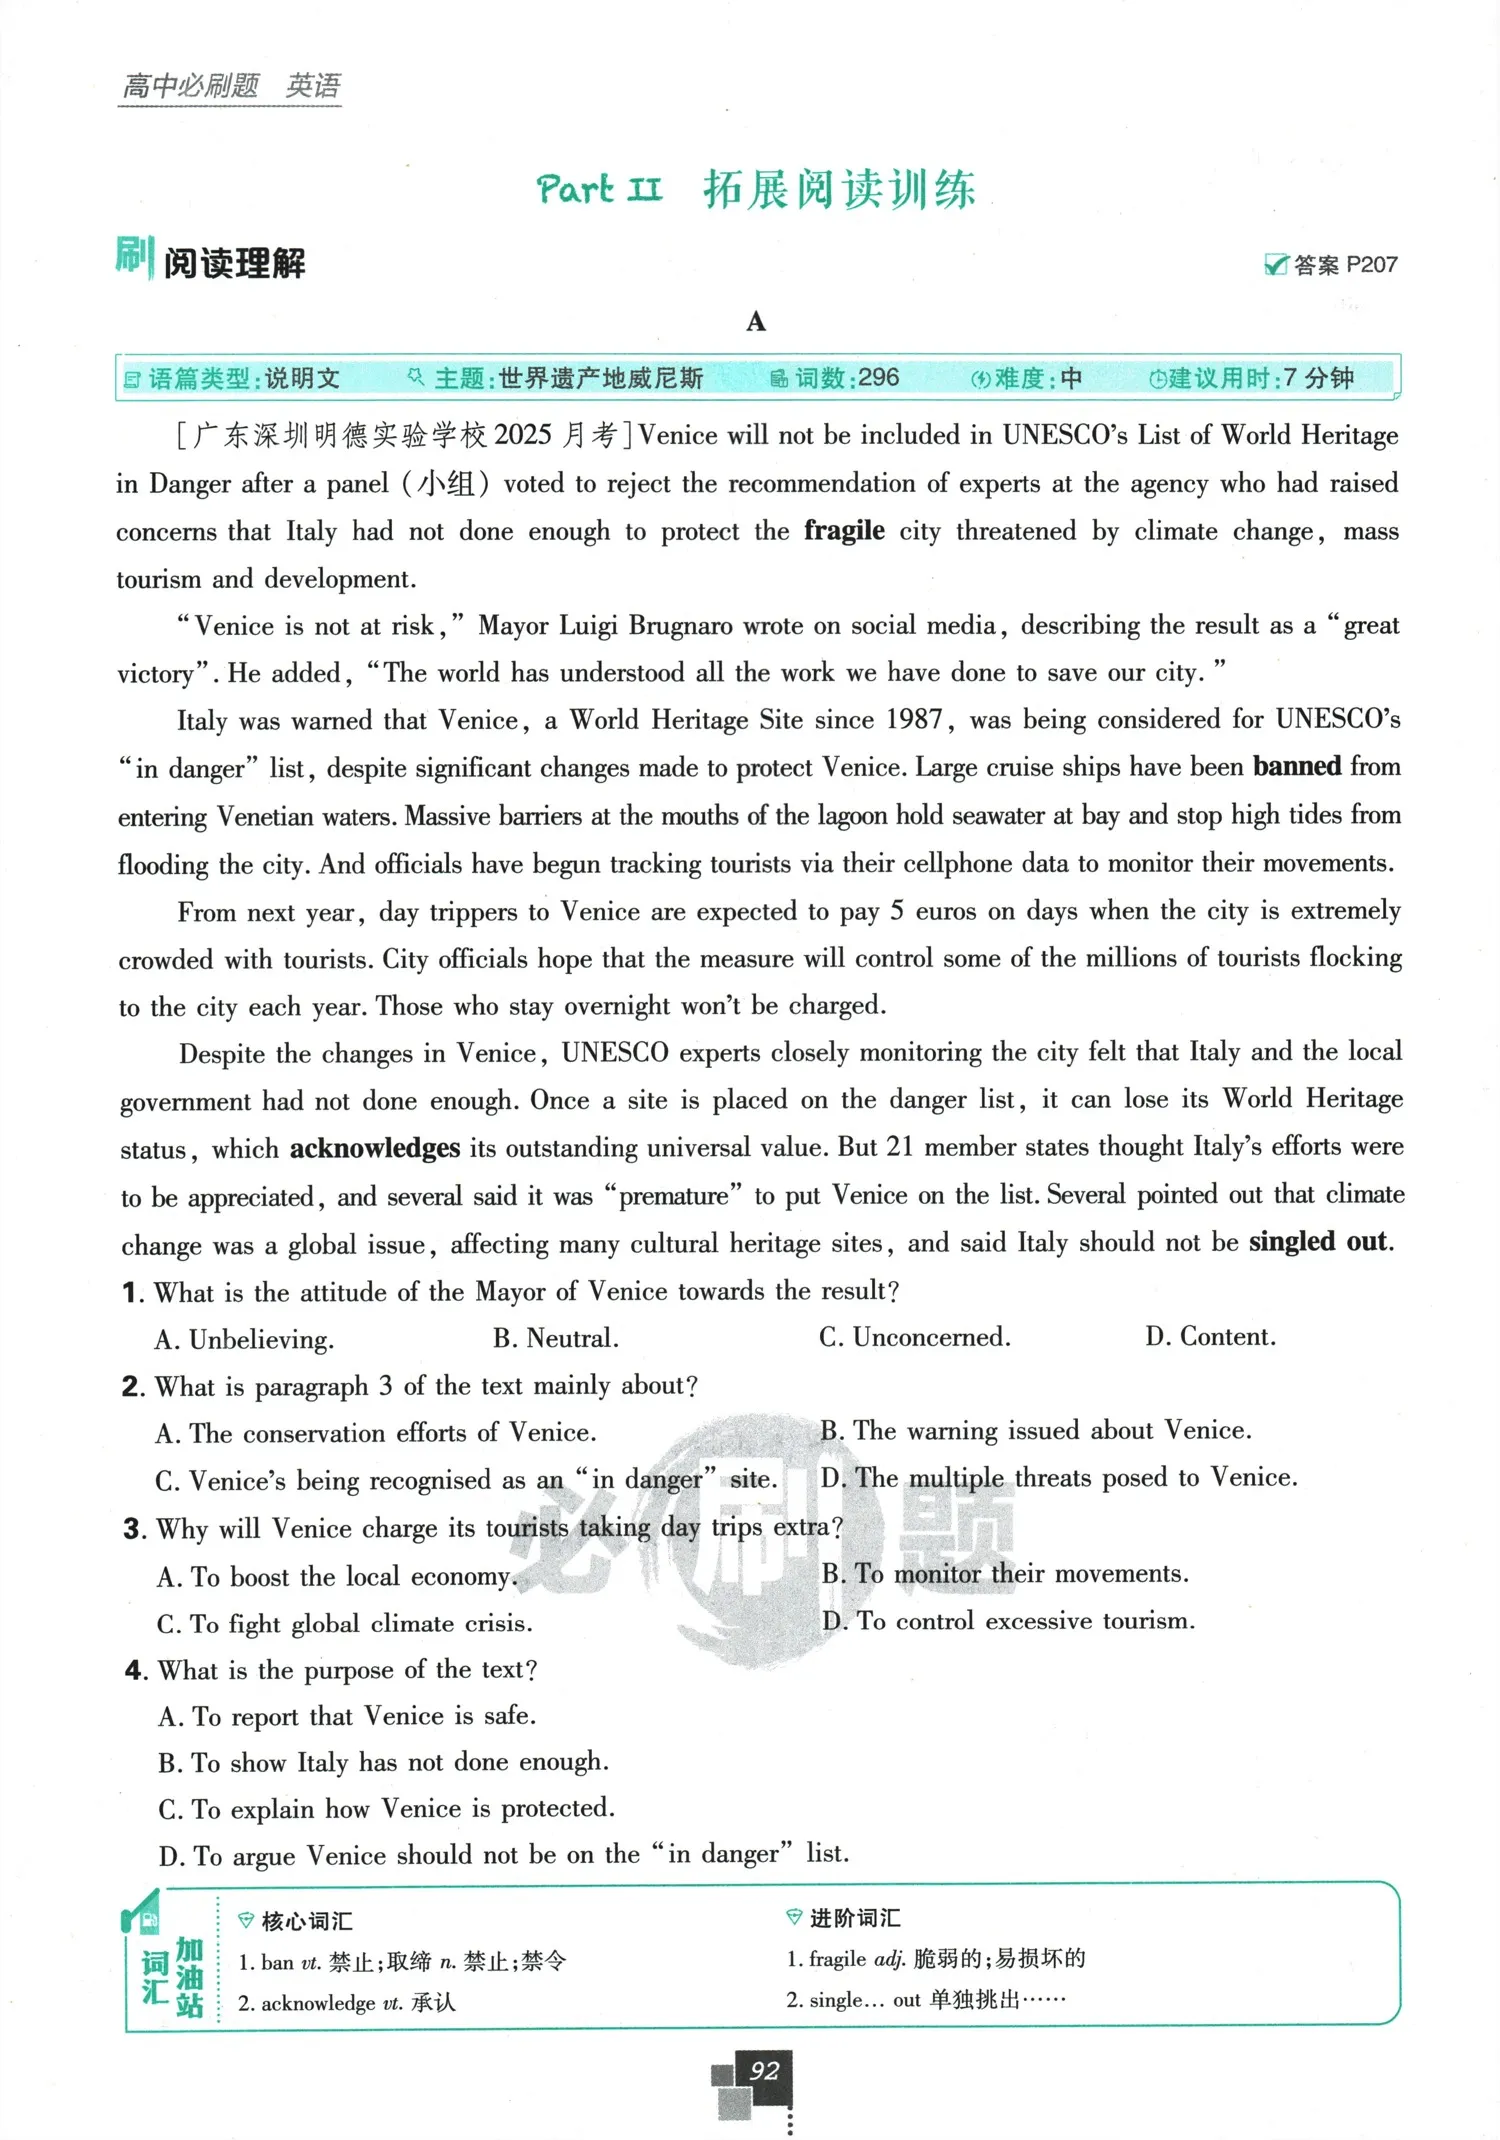 高中必刷题 英语
Part II 拓展阅读训练
刷 阅读理解
答案 P207
A
语篇类型:说明文 主题:世界遗产地威尼斯 词数:296 难度:中 建议用时:7 分钟
[广东深圳明德实验学校 2025 月考]Venice will not be included in UNESCO's List of World Heritage
in Danger after a panel (小组) voted to reject the recommendation of experts at the agency who had raised
concerns that Italy had not done enough to protect the fragile city threatened by climate change, mass
tourism and development.
“Venice is not at risk,” Mayor Luigi Brugnaro wrote on social media, describing the result as a “great
victory”. He added, “The world has understood all the work we have done to save our city.”
Italy was warned that Venice, a World Heritage Site since 1987, was being considered for UNESCO's
“in danger” list, despite significant changes made to protect Venice. Large cruise ships have been banned from
entering Venetian waters. Massive barriers at the mouths of the lagoon hold seawater at bay and stop high tides from
flooding the city. And officials have begun tracking tourists via their cellphone data to monitor their movements.
From next year, day trippers to Venice are expected to pay 5 euros on days when the city is extremely
crowded with tourists. City officials hope that the measure will control some of the millions of tourists flocking
to the city each year. Those who stay overnight won't be charged.
Despite the changes in Venice, UNESCO experts closely monitoring the city felt that Italy and the local
government had not done enough. Once a site is placed on the danger list, it can lose its World Heritage
status, which acknowledges its outstanding universal value. But 21 member states thought Italy's efforts were
to be appreciated, and several said it was “premature” to put Venice on the list. Several pointed out that climate
change was a global issue, affecting many cultural heritage sites, and said Italy should not be singled out.
1. What is the attitude of the Mayor of Venice towards the result?
A. Unbelieving. B. Neutral. C. Unconcerned. D. Content.
2. What is paragraph 3 of the text mainly about?
A. The conservation efforts of Venice. B. The warning issued about Venice.
C. Venice's being recognised as an “in danger” site. D. The multiple threats posed to Venice.
3. Why will Venice charge its tourists taking day trips extra?
A. To boost the local economy. B. To monitor their movements.
C. To fight global climate crisis. D. To control excessive tourism.
4. What is the purpose of the text?
A. To report that Venice is safe.
B. To show Italy has not done enough.
C. To explain how Venice is protected.
D. To argue Venice should not be on the “in danger” list.
必刷题
词汇加油站
核心词汇 进阶词汇
1. ban vt. 禁止;取缔 n. 禁止;禁令 1. fragile adj. 脆弱的;易损坏的
2. acknowledge vt. 承认 2. single... out 单独挑出……
92